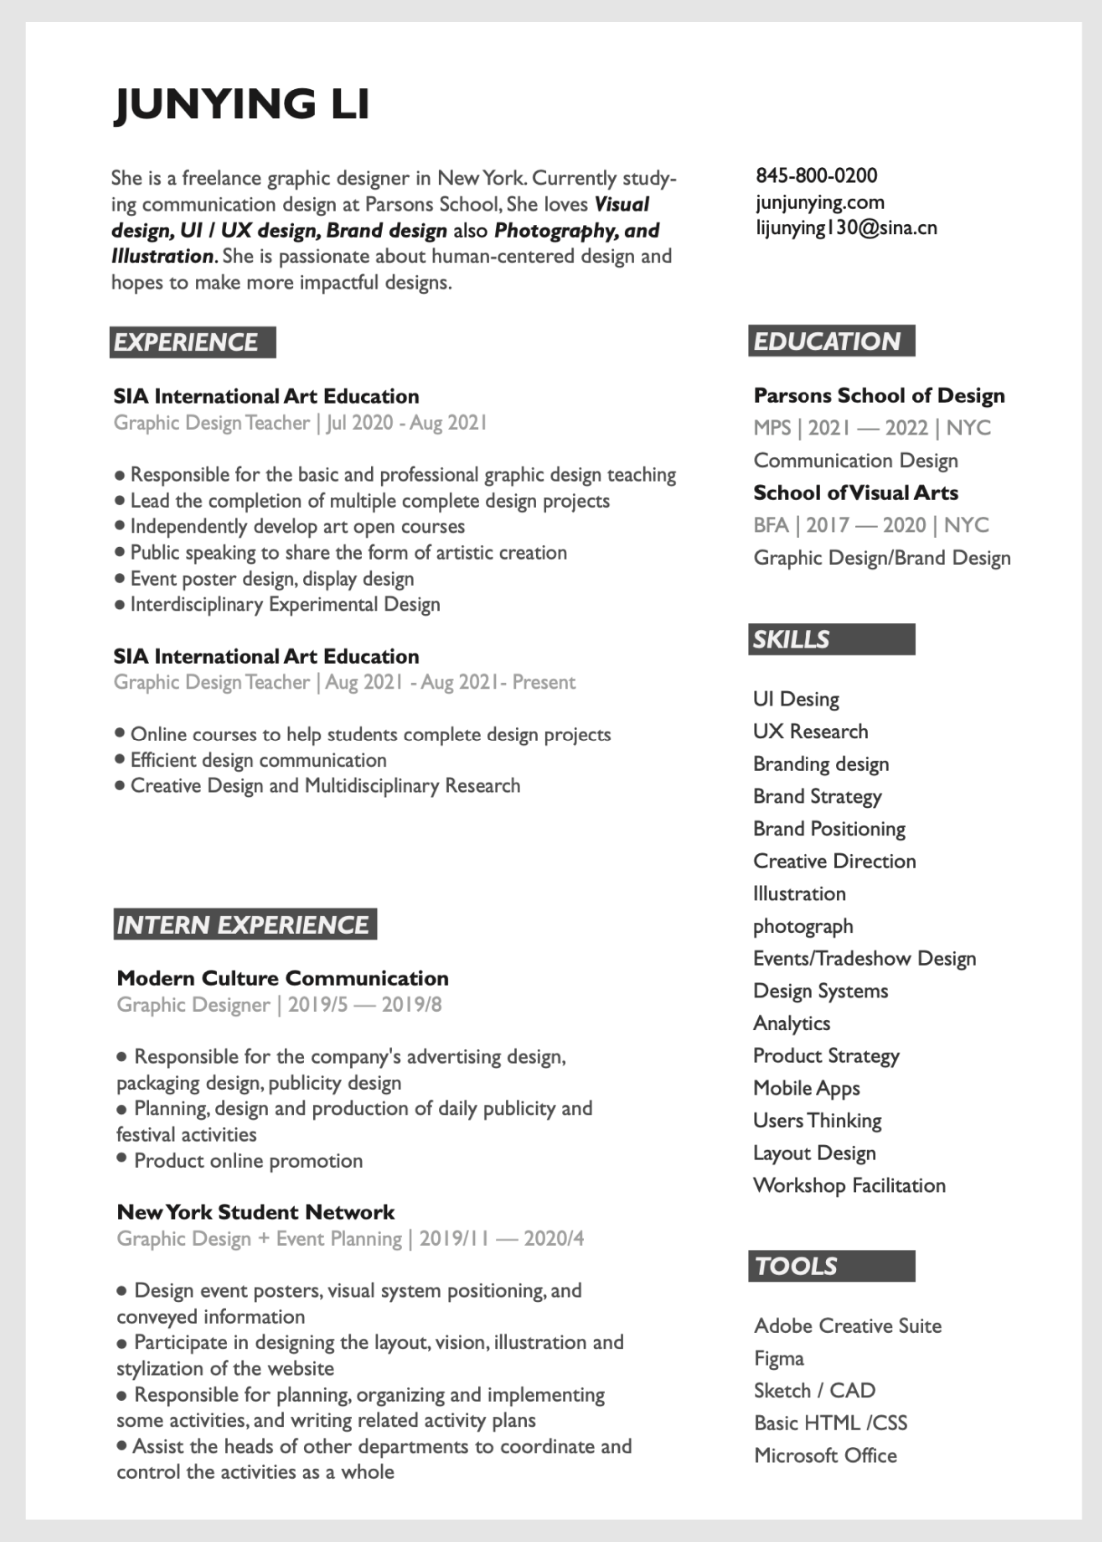 JUNYING LI
She is a freelance graphic designer in New York. Currently study-
ing communication design at Parsons School, She loves Visual
design, UI / UX design, Brand design also Photography, and
Illustration. She is passionate about human-centered design and
hopes to make more impactful designs.
845-800-0200
junjunying.com
lijunying130@sina.cn
EXPERIENCE
SIA International Art Education
Graphic Design Teacher | Jul 2020 - Aug 2021
● Responsible for the basic and professional graphic design teaching
● Lead the completion of multiple complete design projects
● Independently develop art open courses
● Public speaking to share the form of artistic creation
● Event poster design, display design
● Interdisciplinary Experimental Design
SIA International Art Education
Graphic Design Teacher | Aug 2021 - Aug 2021- Present
● Online courses to help students complete design projects
● Efficient design communication
● Creative Design and Multidisciplinary Research
INTERN EXPERIENCE
Modern Culture Communication
Graphic Designer | 2019/5 — 2019/8
● Responsible for the company's advertising design,
packaging design, publicity design
● Planning, design and production of daily publicity and
festival activities
● Product online promotion
New York Student Network
Graphic Design + Event Planning | 2019/11 — 2020/4
● Design event posters, visual system positioning, and
conveyed information
● Participate in designing the layout, vision, illustration and
stylization of the website
● Responsible for planning, organizing and implementing
some activities, and writing related activity plans
● Assist the heads of other departments to coordinate and
control the activities as a whole
EDUCATION
Parsons School of Design
MPS | 2021 — 2022 | NYC
Communication Design
School of Visual Arts
BFA | 2017 — 2020 | NYC
Graphic Design/Brand Design
SKILLS
UI Desing
UX Research
Branding design
Brand Strategy
Brand Positioning
Creative Direction
Illustration
photograph
Events/Tradeshow Design
Design Systems
Analytics
Product Strategy
Mobile Apps
Users Thinking
Layout Design
Workshop Facilitation
TOOLS
Adobe Creative Suite
Figma
Sketch / CAD
Basic HTML /CSS
Microsoft Office